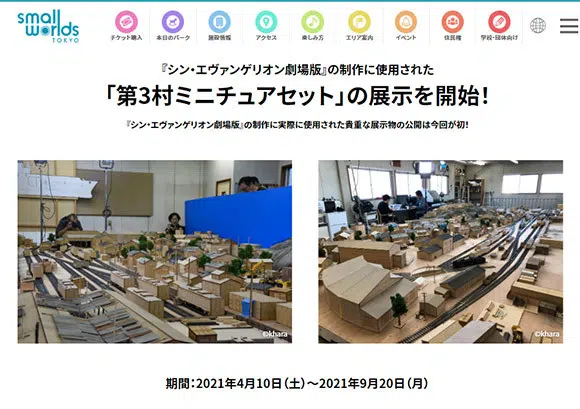 small
worlds
TOKYO
チケット購入 本日のパーク 施設情報 アクセス 楽しみ方 エリア案内 イベント 住民権 学校・団体向け
『シン・エヴァンゲリオン劇場版』の制作に使用された
「第3村ミニチュアセット」の展示を開始！
『シン・エヴァンゲリオン劇場版』の制作に実際に使用された貴重な展示物の公開は今回が初！
©khara ©khara
期間：2021年4月10日（土）〜2021年9月20日（月）